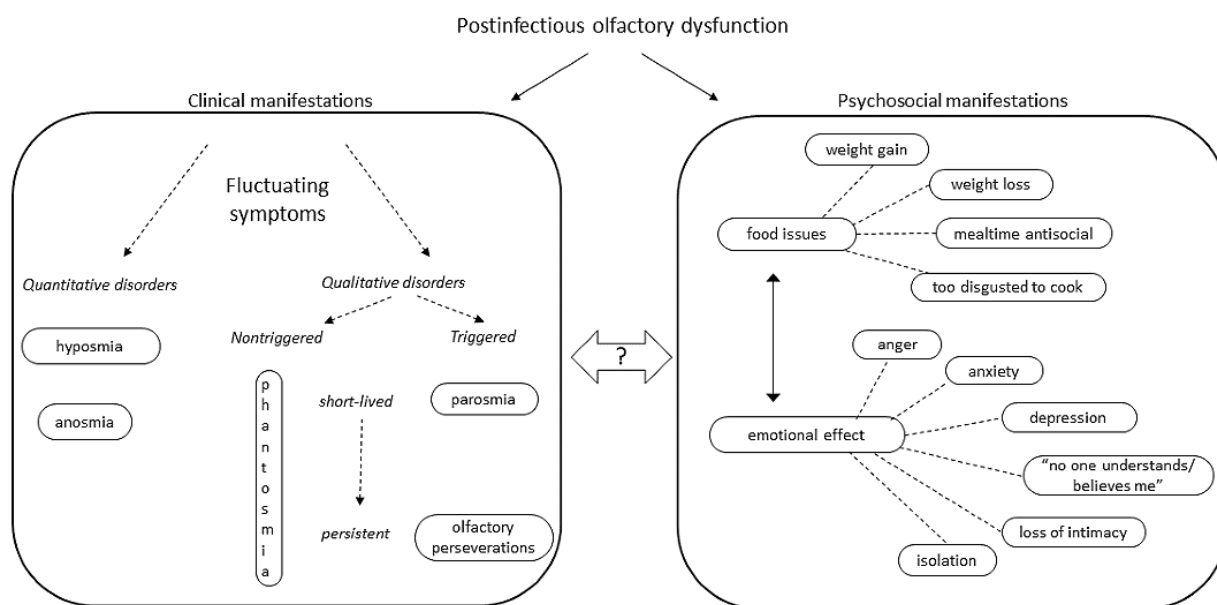 Postinfectious olfactory dysfunction
Clinical manifestations
Fluctuating
symptoms
Quantitative disorders
hyposmia
anosmia
Qualitative disorders
Nontriggered
Triggered
phantosmia
short-lived
persistent
parosmia
olfactory
perseverations
?
Psychosocial manifestations
weight gain
weight loss
food issues
mealtime antisocial
too disgusted to cook
anger
anxiety
depression
emotional effect
“no one understands/
believes me”
loss of intimacy
isolation